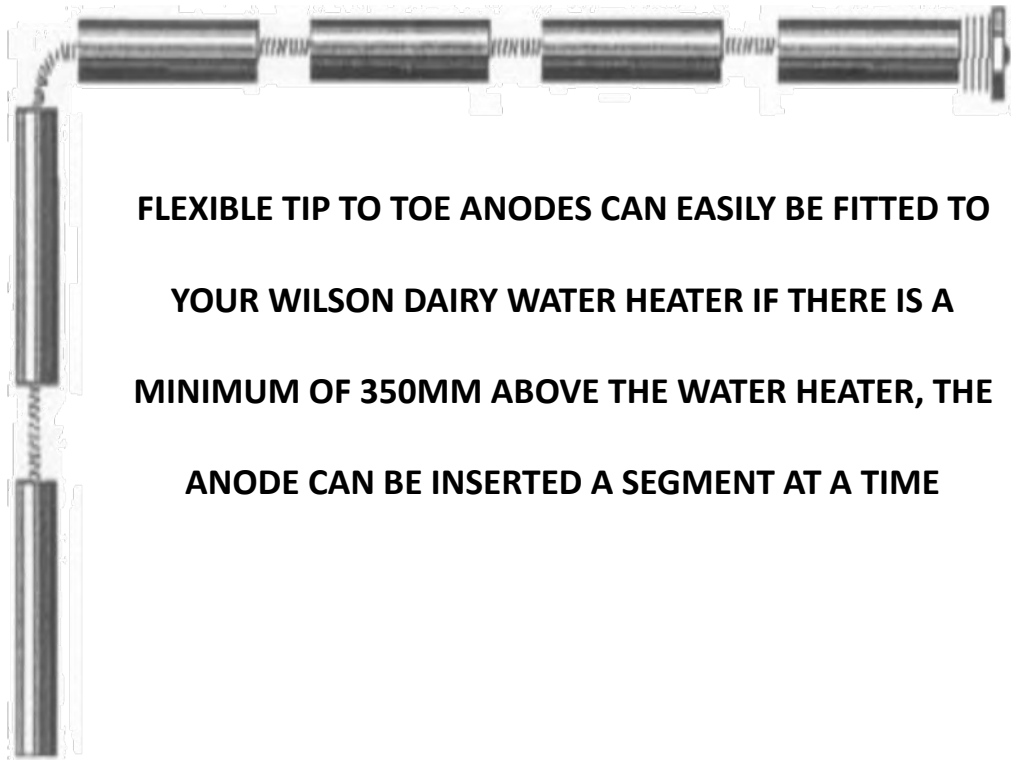 FLEXIBLE TIP TO TOE ANODES CAN EASILY BE FITTED TO
YOUR WILSON DAIRY WATER HEATER IF THERE IS A
MINIMUM OF 350MM ABOVE THE WATER HEATER, THE
ANODE CAN BE INSERTED A SEGMENT AT A TIME